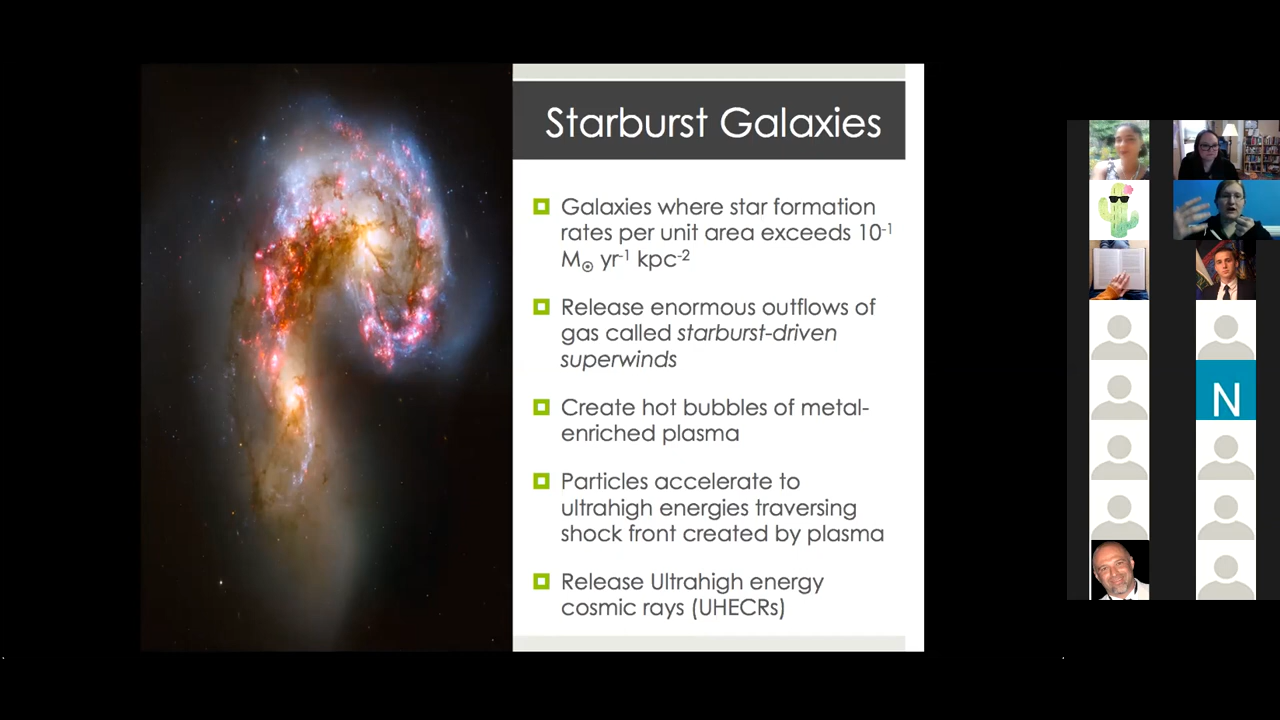 Starburst Galaxies
Galaxies where star formation
rates per unit area exceeds 10⁻¹
M⊙ yr⁻¹ kpc⁻²
Release enormous outflows of
gas called starburst-driven
superwinds
Create hot bubbles of metal-
enriched plasma
Particles accelerate to
ultrahigh energies traversing
shock front created by plasma
Release Ultrahigh energy
cosmic rays (UHECRs)
N